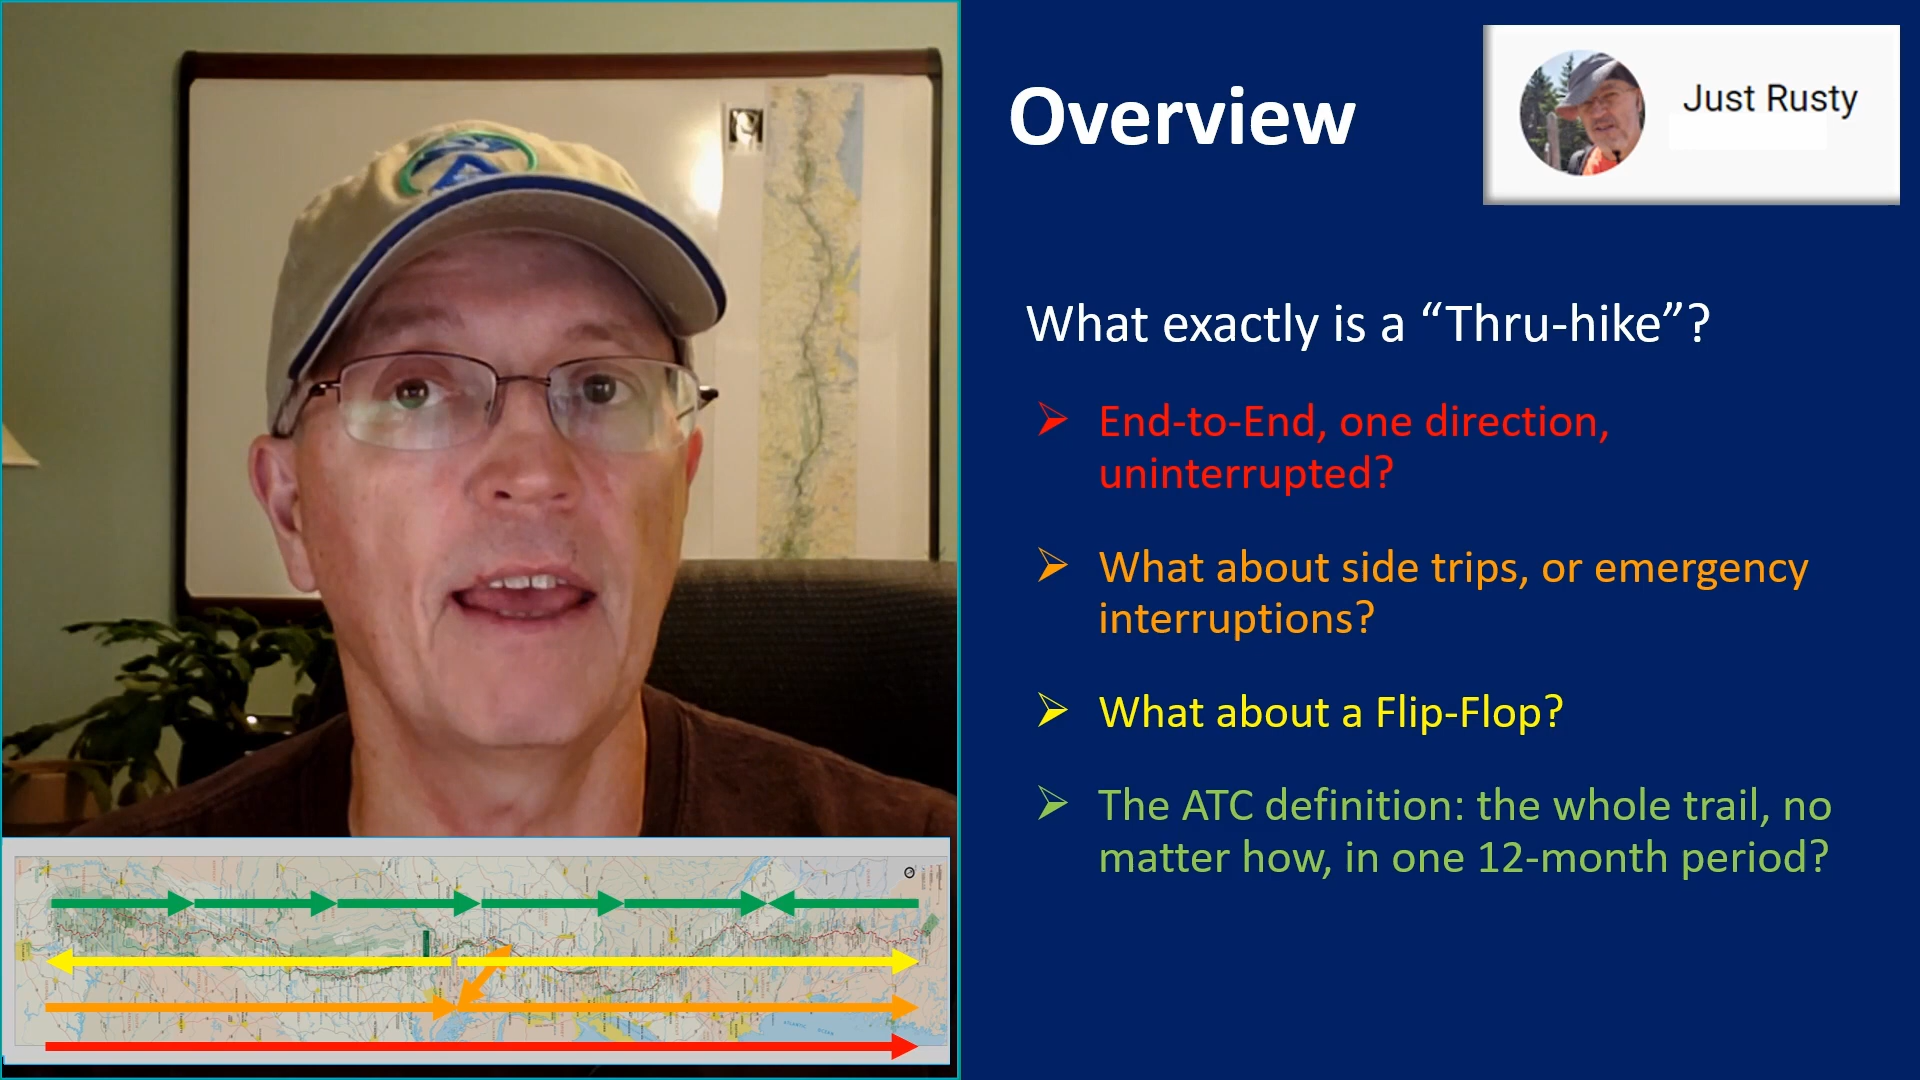 Overview
Just Rusty
What exactly is a “Thru-hike”?
End-to-End, one direction,
uninterrupted?
What about side trips, or emergency
interruptions?
What about a Flip-Flop?
The ATC definition: the whole trail, no
matter how, in one 12-month period?
ATLANTIC OCEAN